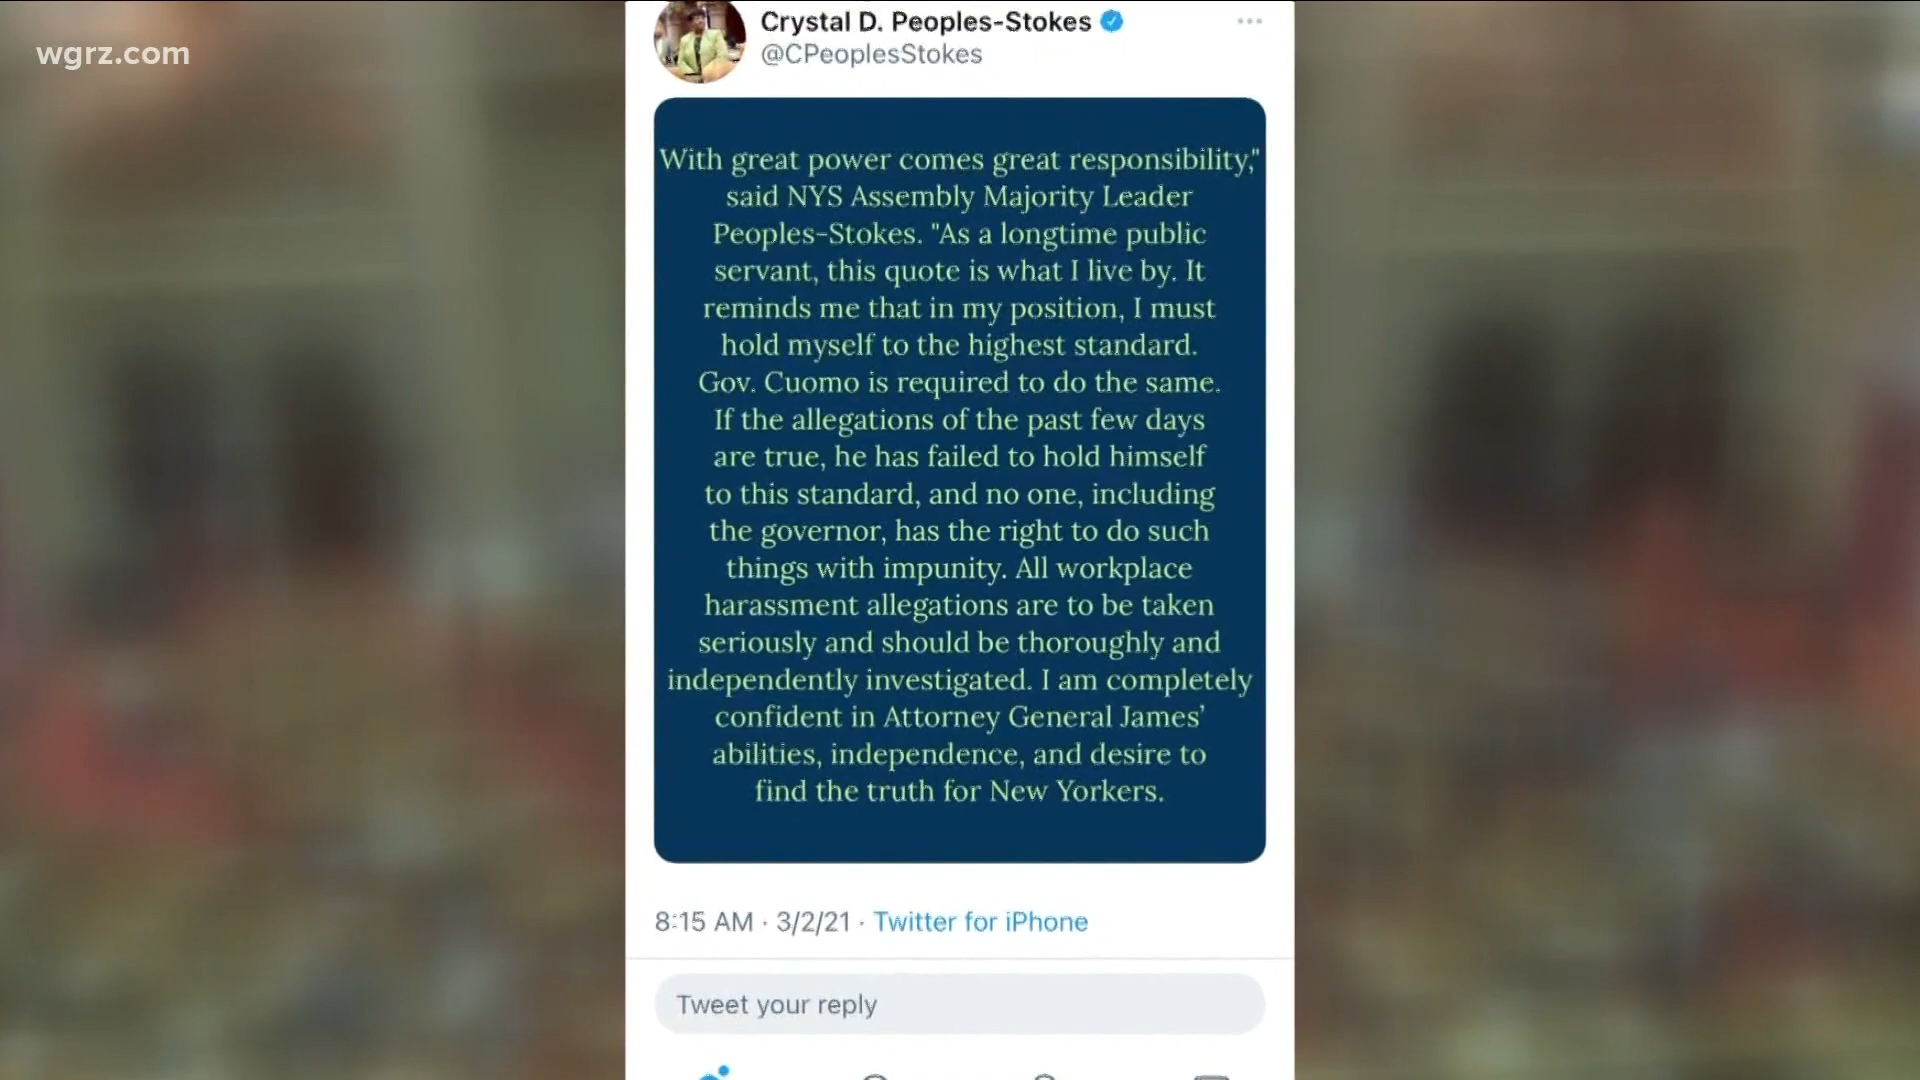 wgrz.com
Crystal D. Peoples-Stokes
@CPeoplesStokes
With great power comes great responsibility,"
said NYS Assembly Majority Leader
Peoples-Stokes. "As a longtime public
servant, this quote is what I live by. It
reminds me that in my position, I must
hold myself to the highest standard.
Gov. Cuomo is required to do the same.
If the allegations of the past few days
are true, he has failed to hold himself
to this standard, and no one, including
the governor, has the right to do such
things with impunity. All workplace
harassment allegations are to be taken
seriously and should be thoroughly and
independently investigated. I am completely
confident in Attorney General James’
abilities, independence, and desire to
find the truth for New Yorkers.
8:15 AM · 3/2/21 · Twitter for iPhone
Tweet your reply